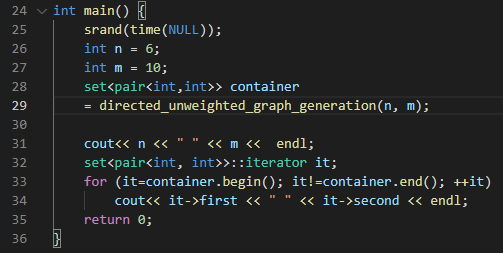 24 int main() {
25 srand(time(NULL));
26 int n = 6;
27 int m = 10;
28 set<pair<int,int>> container
29 = directed_unweighted_graph_generation(n, m);
30
31 cout<< n << " " << m <<  endl;
32 set<pair<int, int>>::iterator it;
33 for (it=container.begin(); it!=container.end(); ++it)
34 cout<< it->first << " " << it->second << endl;
35 return 0;
36 }